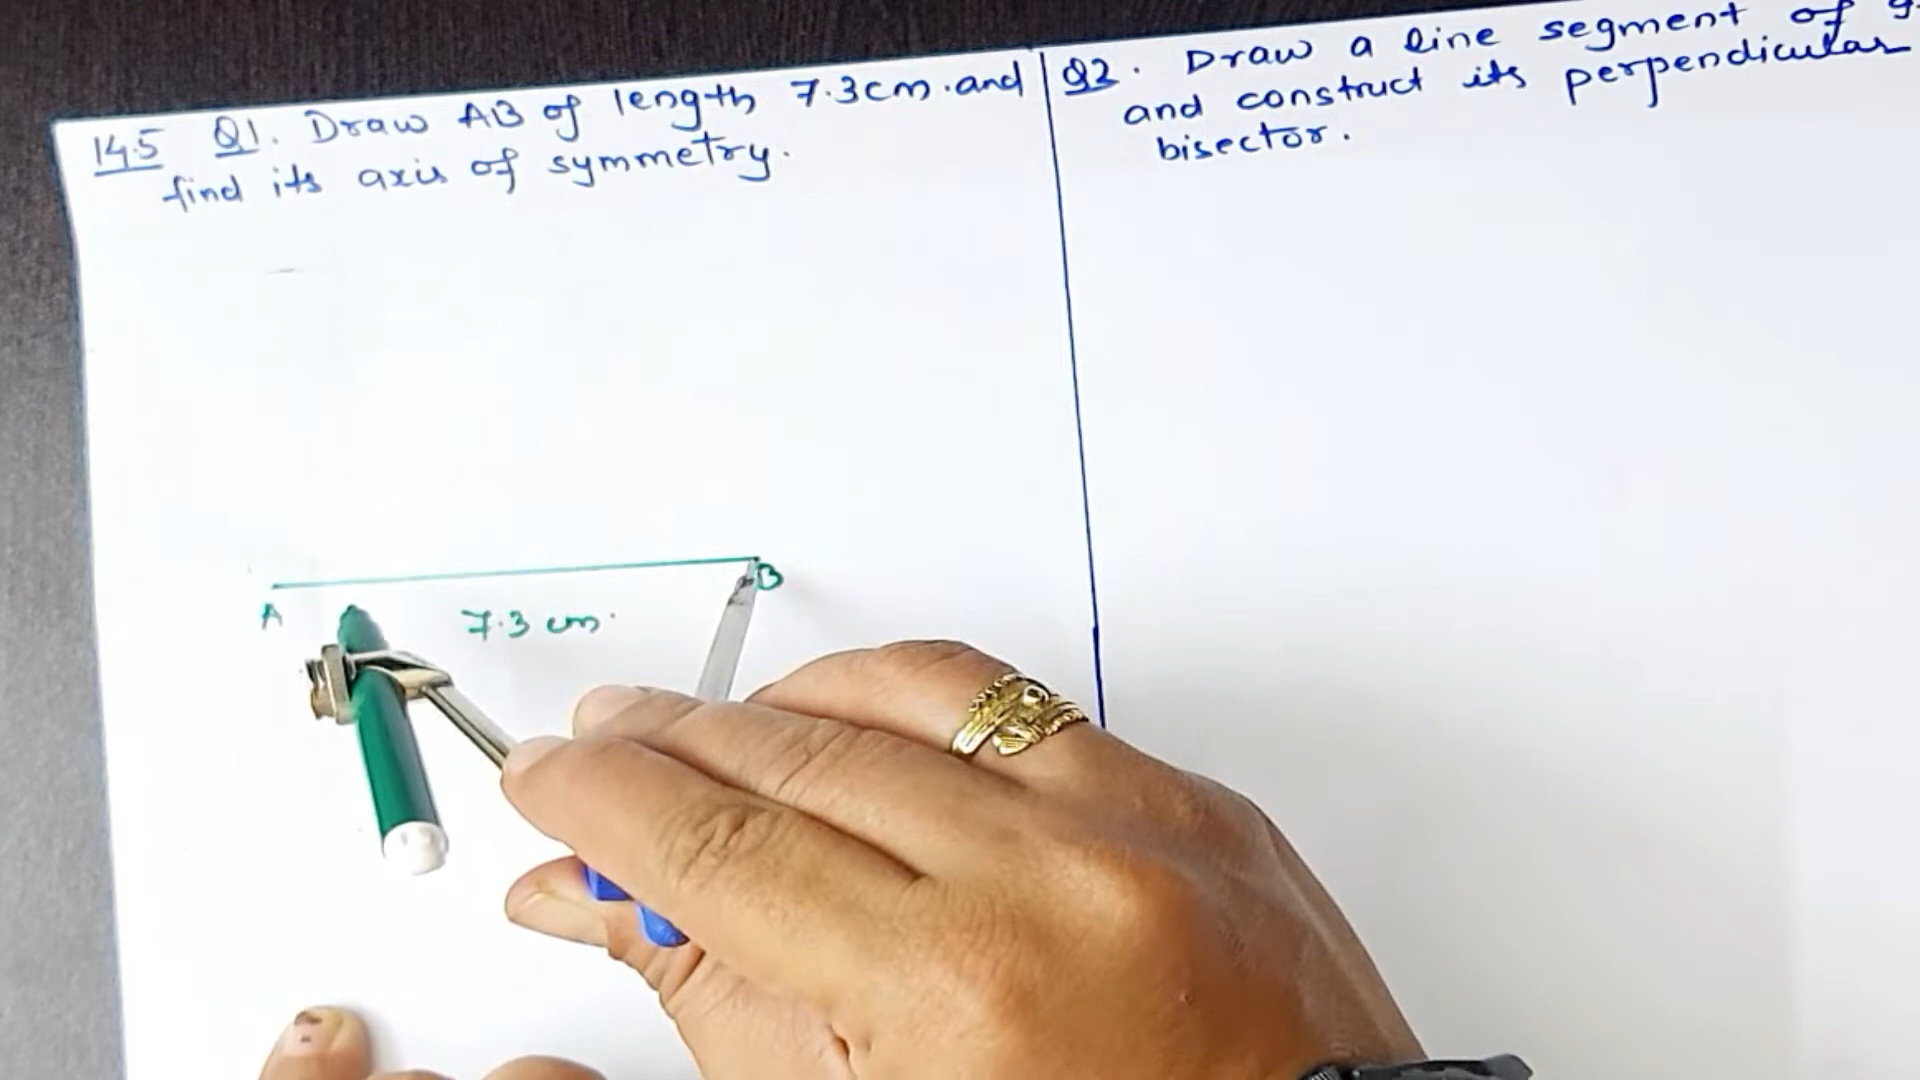 14.5 Q1. Draw AB of length 7.3cm. and
find its axis of symmetry.
Q2. Draw a line segment of
and construct its perpendicular
bisector.
A
B
7.3 cm.